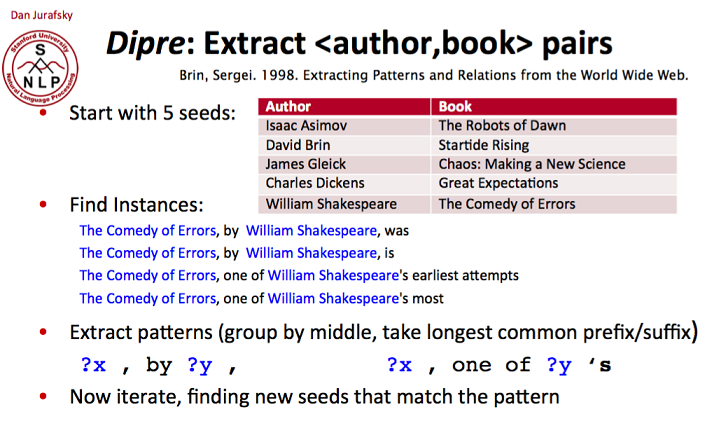 Dan Jurafsky
Stanford University
S
NLP
Natural Language Processing
Dipre: Extract <author,book> pairs
Brin, Sergei. 1998. Extracting Patterns and Relations from the World Wide Web.
• Start with 5 seeds:
Author Book
Isaac Asimov The Robots of Dawn
David Brin Startide Rising
James Gleick Chaos: Making a New Science
Charles Dickens Great Expectations
William Shakespeare The Comedy of Errors
• Find Instances:
The Comedy of Errors, by William Shakespeare, was
The Comedy of Errors, by William Shakespeare, is
The Comedy of Errors, one of William Shakespeare's earliest attempts
The Comedy of Errors, one of William Shakespeare's most
• Extract patterns (group by middle, take longest common prefix/suffix)
?x , by ?y , ?x , one of ?y ‘s
• Now iterate, finding new seeds that match the pattern